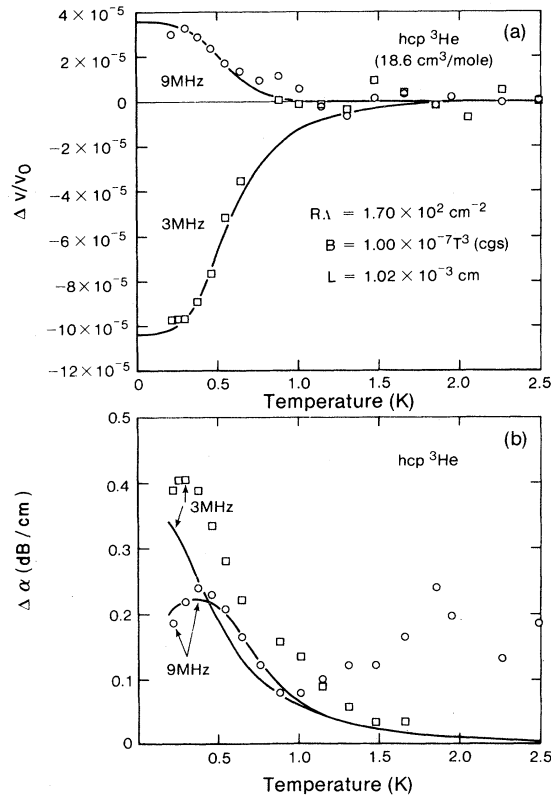 4 × 10⁻⁵
(a)
hcp ³He
(18.6 cm³/mole)
2 × 10⁻⁵
9MHz
0
−2 × 10⁻⁵
Δ v/v₀
−4 × 10⁻⁵
3MHz
RΛ = 1.70 × 10² cm⁻²
−6 × 10⁻⁵
B = 1.00 × 10⁻⁷T³ (cgs)
L = 1.02 × 10⁻³ cm
−8 × 10⁻⁵
−10 × 10⁻⁵
−12 × 10⁻⁵
0 0.5 1.0 1.5 2.0 2.5
Temperature (K)
0.5
(b)
hcp ³He
0.4
3MHz
0.3
Δ α (dB / cm)
0.2
9MHz
0.1
0
0 0.5 1.0 1.5 2.0 2.5
Temperature (K)